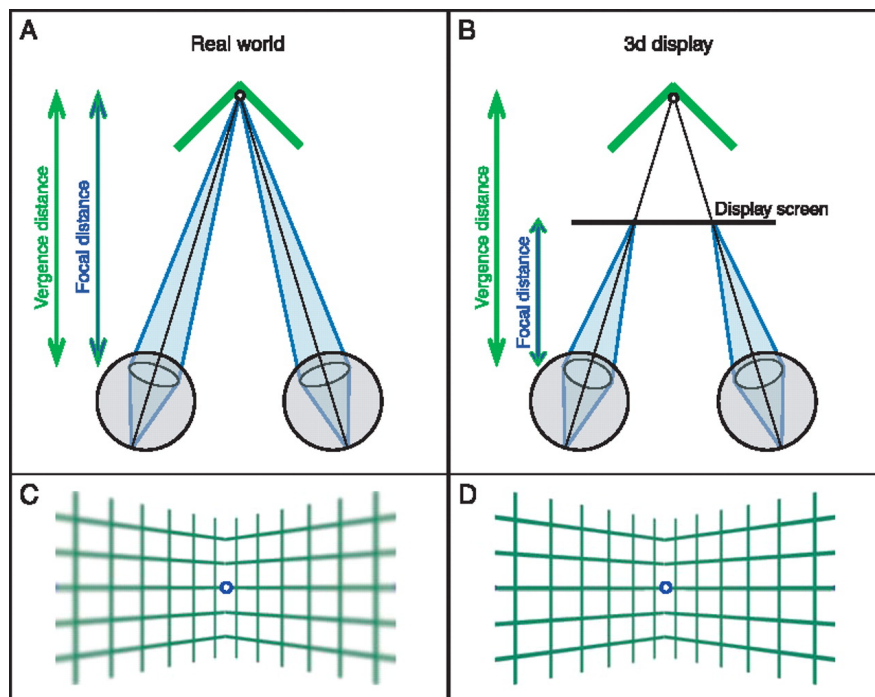 A
Real world
Vergence distance
Focal distance
B
3d display
Vergence distance
Focal distance
Display screen
C
D